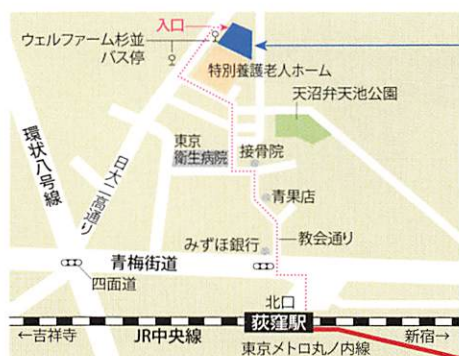 入口
ウェルファーム杉並
バス停
特別養護老人ホーム
天沼弁天池公園
環状八号線
日大二高通り
東京
衛生病院
接骨院
青果店
みずほ銀行
教会通り
青梅街道
四面道
北口
荻窪駅
←吉祥寺
JR中央線
新宿→
東京メトロ丸ノ内線